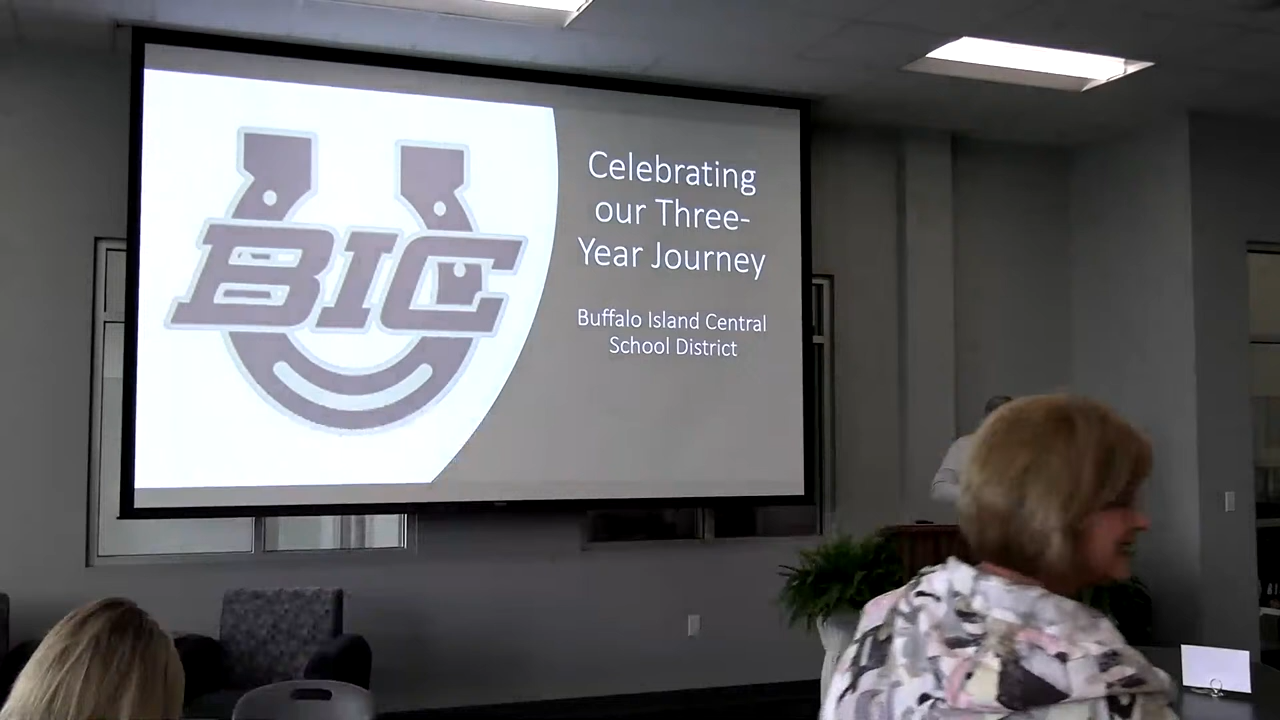 BIC
Celebrating
our Three-
Year Journey
Buffalo Island Central
School District